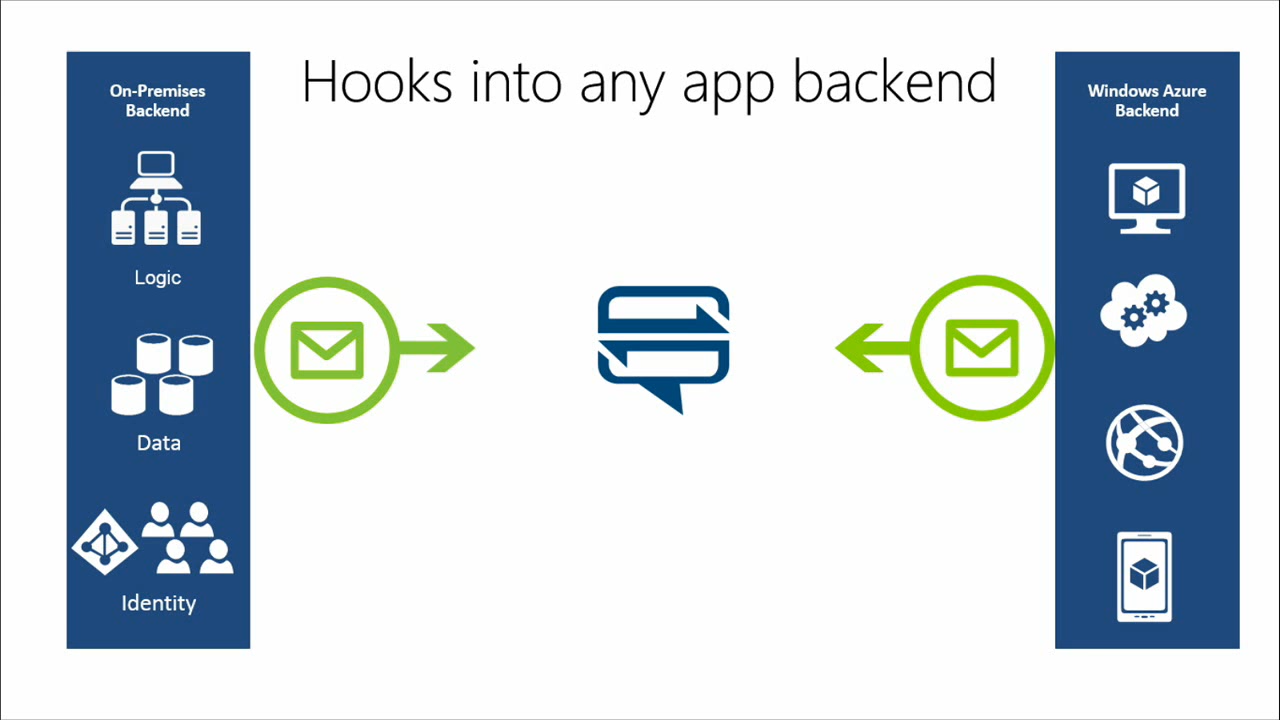 Hooks into any app backend
On-Premises
Backend
Logic
Data
Identity
Windows Azure
Backend